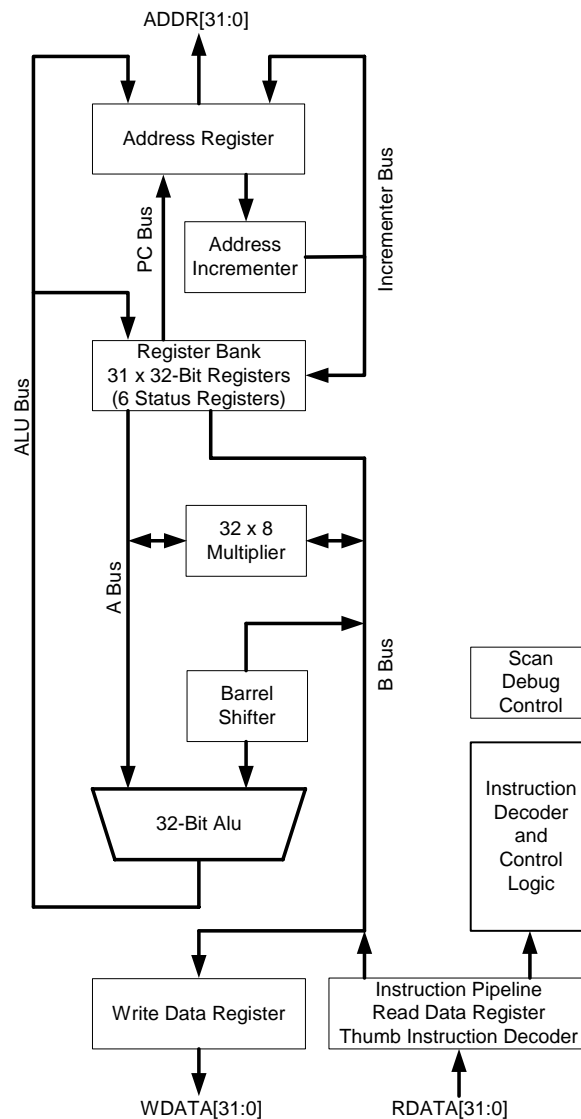 ADDR[31:0]
Address Register
PC Bus
Address
Incrementer
Incrementer Bus
Register Bank
31 x 32-Bit Registers
(6 Status Registers)
ALU Bus
A Bus
32 x 8
Multiplier
B Bus
Barrel
Shifter
32-Bit Alu
Scan
Debug
Control
Instruction
Decoder
and
Control
Logic
Write Data Register
Instruction Pipeline
Read Data Register
Thumb Instruction Decoder
WDATA[31:0]
RDATA[31:0]